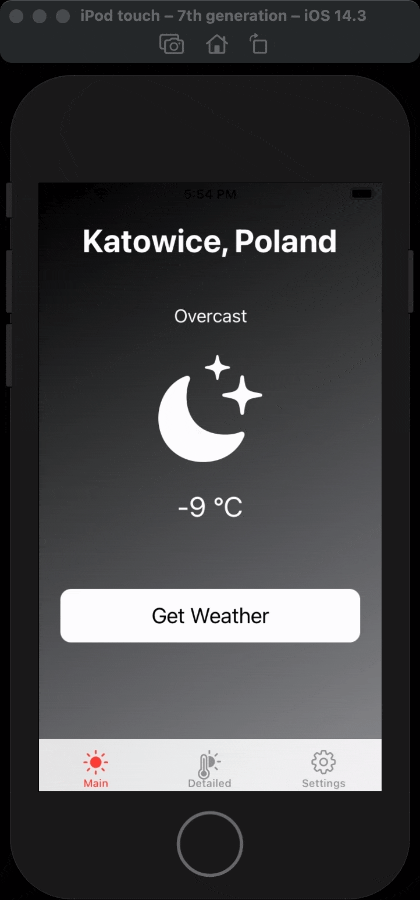 iPod touch – 7th generation – iOS 14.3
5:54 PM
Katowice, Poland
Overcast
-9 °C
Get Weather
Main
Detailed
Settings